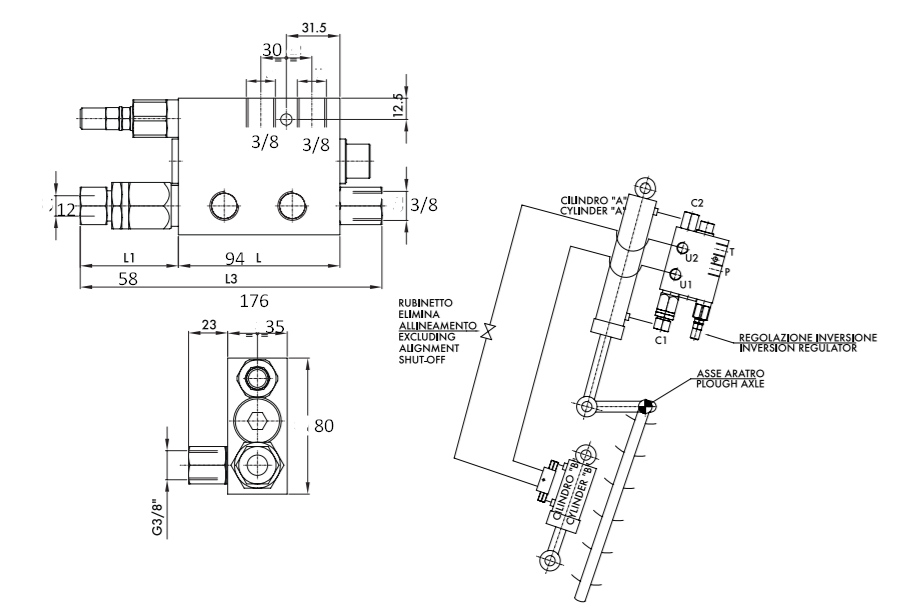 31.5
30
12.5
3/8
3/8
12
3/8
L1
94
L
58
L3
176
23
35
80
G3/8"
CILINDRO "A"
CYLINDER "A"
C2
T
U2
P
U1
C1
RUBINETTO
ELIMINA
ALLINEAMENTO
EXCLUDING
ALIGNMENT
SHUT-OFF
REGOLAZIONE INVERSIONE
INVERSION REGULATOR
ASSE ARATRO
PLOUGH AXLE
CILINDRO "B"
CYLINDER "B"